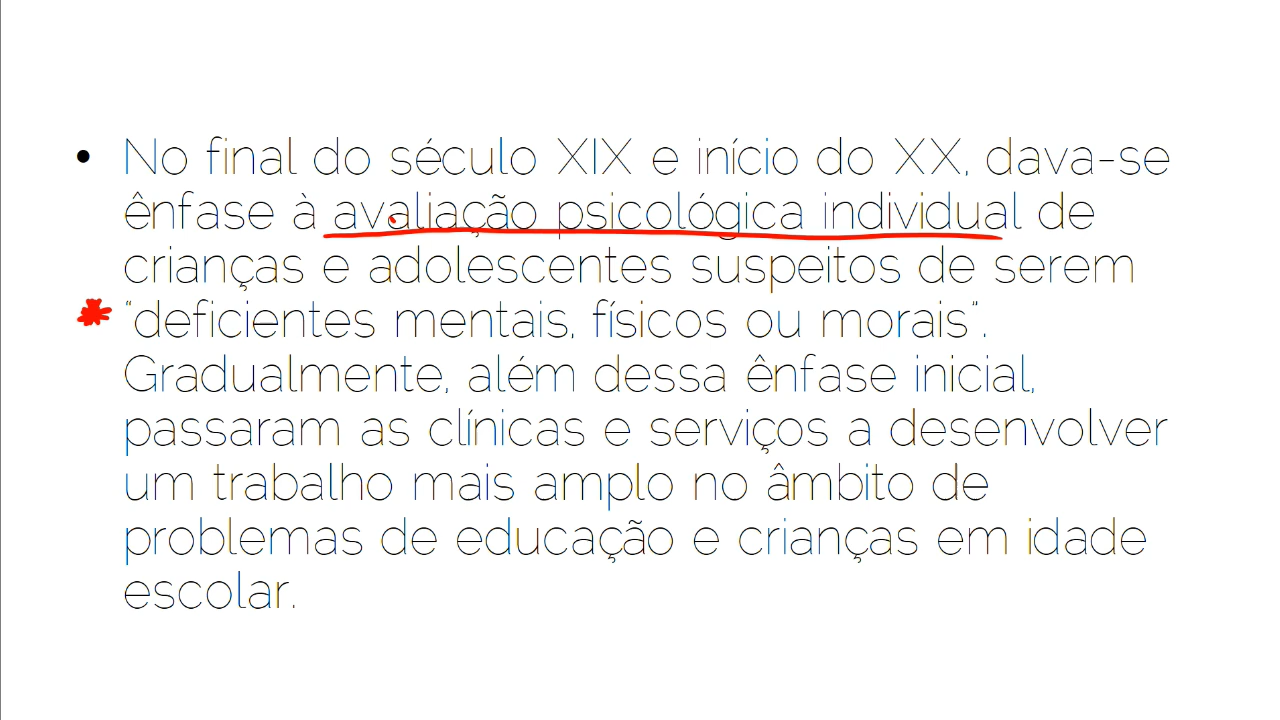 • No final do século XIX e início do XX, dava-se
ênfase à avaliação psicológica individual de
crianças e adolescentes suspeitos de serem
“deficientes mentais, físicos ou morais”.
Gradualmente, além dessa ênfase inicial,
passaram as clínicas e serviços a desenvolver
um trabalho mais amplo no âmbito de
problemas de educação e crianças em idade
escolar.